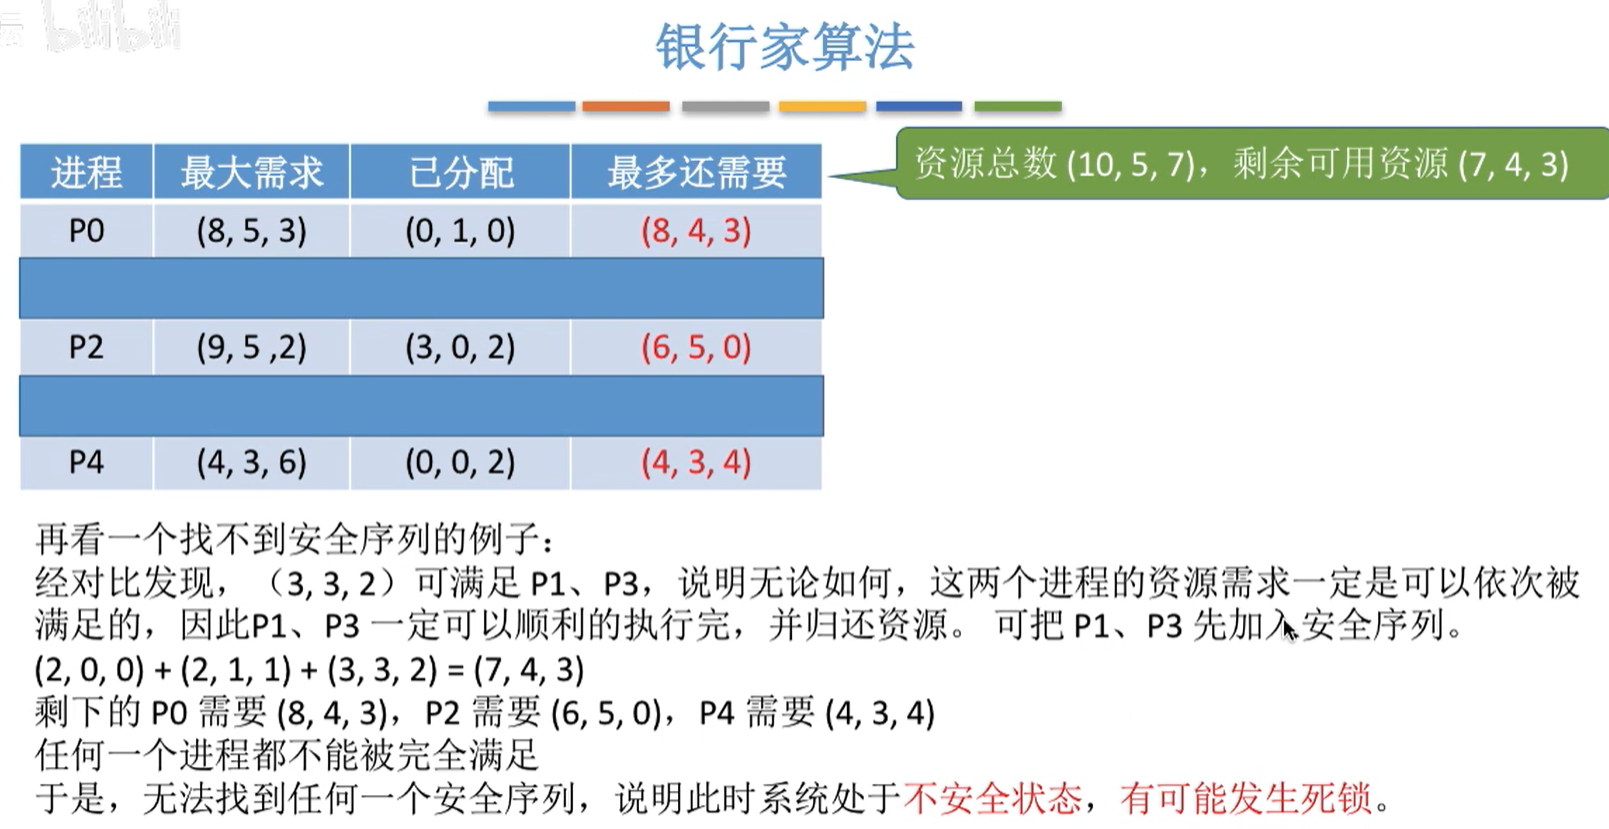 bilibili
银行家算法
进程 最大需求 已分配 最多还需要
资源总数 (10, 5, 7)，剩余可用资源 (7, 4, 3)
P0 (8, 5, 3) (0, 1, 0) (8, 4, 3)
P2 (9, 5 ,2) (3, 0, 2) (6, 5, 0)
P4 (4, 3, 6) (0, 0, 2) (4, 3, 4)
再看一个找不到安全序列的例子：
经对比发现，（3, 3, 2）可满足 P1、P3，说明无论如何，这两个进程的资源需求一定是可以依次被
满足的，因此P1、P3 一定可以顺利的执行完，并归还资源。 可把 P1、P3 先加入安全序列。
(2, 0, 0) + (2, 1, 1) + (3, 3, 2) = (7, 4, 3)
剩下的 P0 需要 (8, 4, 3)，P2 需要 (6, 5, 0)，P4 需要 (4, 3, 4)
任何一个进程都不能被完全满足
于是，无法找到任何一个安全序列，说明此时系统处于不安全状态，有可能发生死锁。